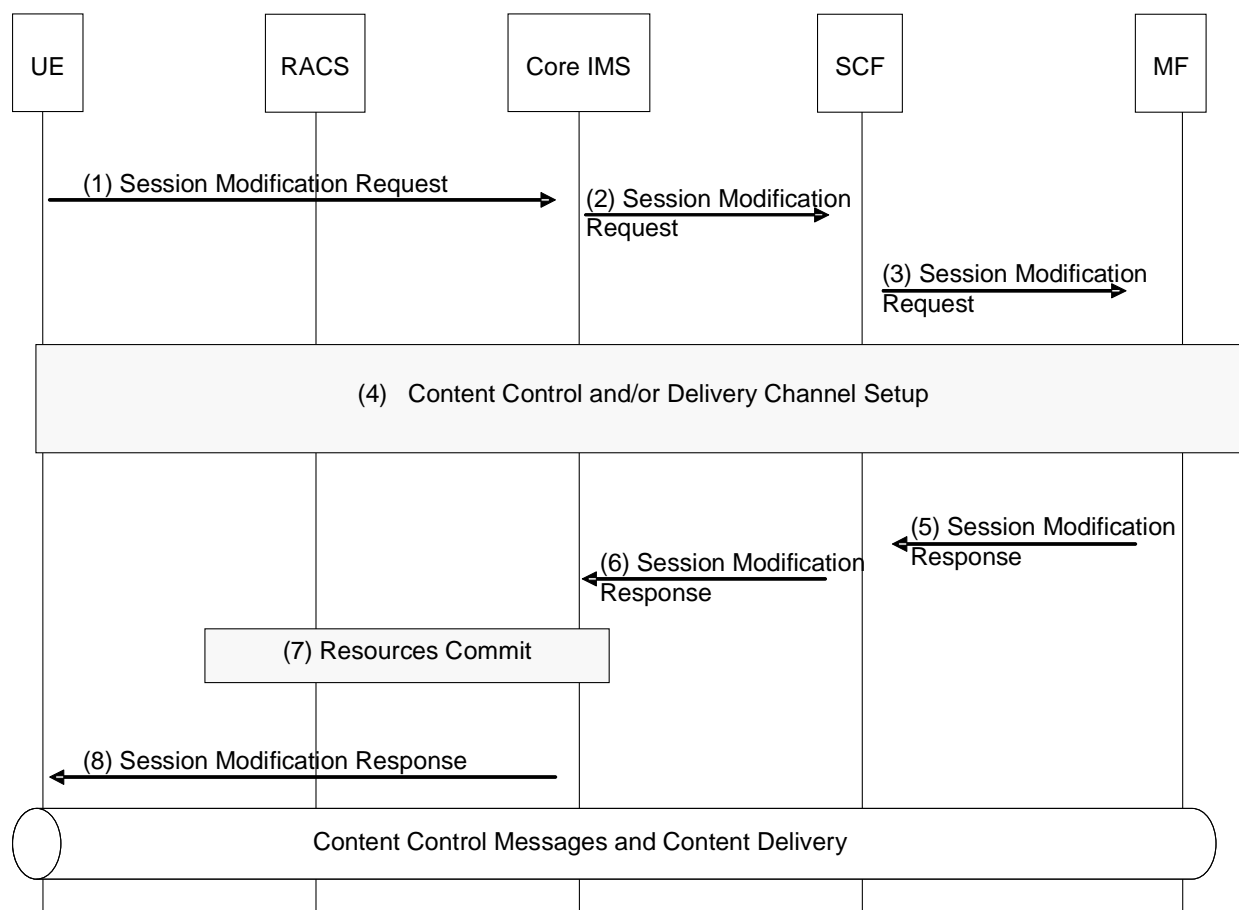 UE
RACS
Core IMS
SCF
MF
(1) Session Modification Request
(2) Session Modification
Request
(3) Session Modification
Request
(4) Content Control and/or Delivery Channel Setup
(5) Session Modification
Response
(6) Session Modification
Response
(7) Resources Commit
(8) Session Modification Response
Content Control Messages and Content Delivery